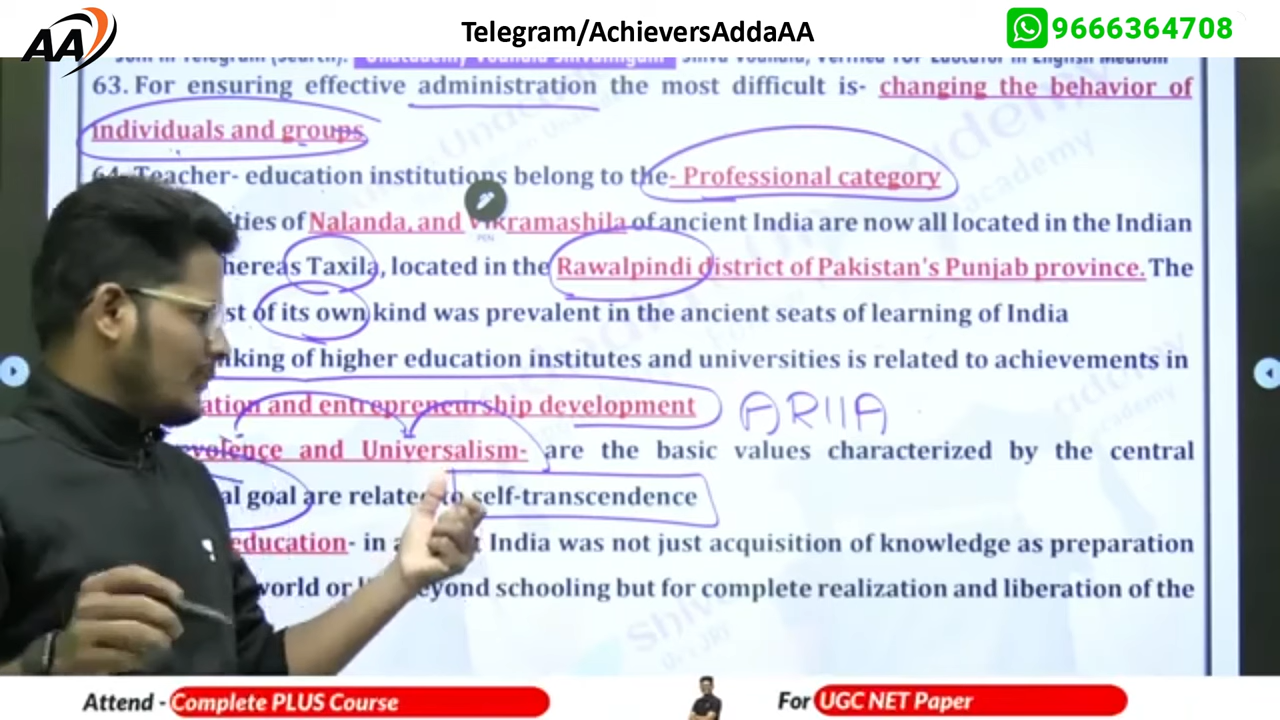 AA
Telegram/AchieversAddaAA
9666364708
63. For ensuring effective administration the most difficult is- changing the behavior of
individuals and groups
64. Teacher- education institutions belong to the- Professional category
ties of Nalanda, and Vikramashila of ancient India are now all located in the Indian
hereas Taxila, located in the Rawalpindi district of Pakistan's Punjab province. The
st of its own kind was prevalent in the ancient seats of learning of India
nking of higher education institutes and universities is related to achievements in
ation and entrepreneurship development
ARIIA
volence and Universalism- are the basic values characterized by the central
al goal are related to self-transcendence
education- in India was not just acquisition of knowledge as preparation
world or beyond schooling but for complete realization and liberation of the
Attend - Complete PLUS Course
For UGC NET Paper